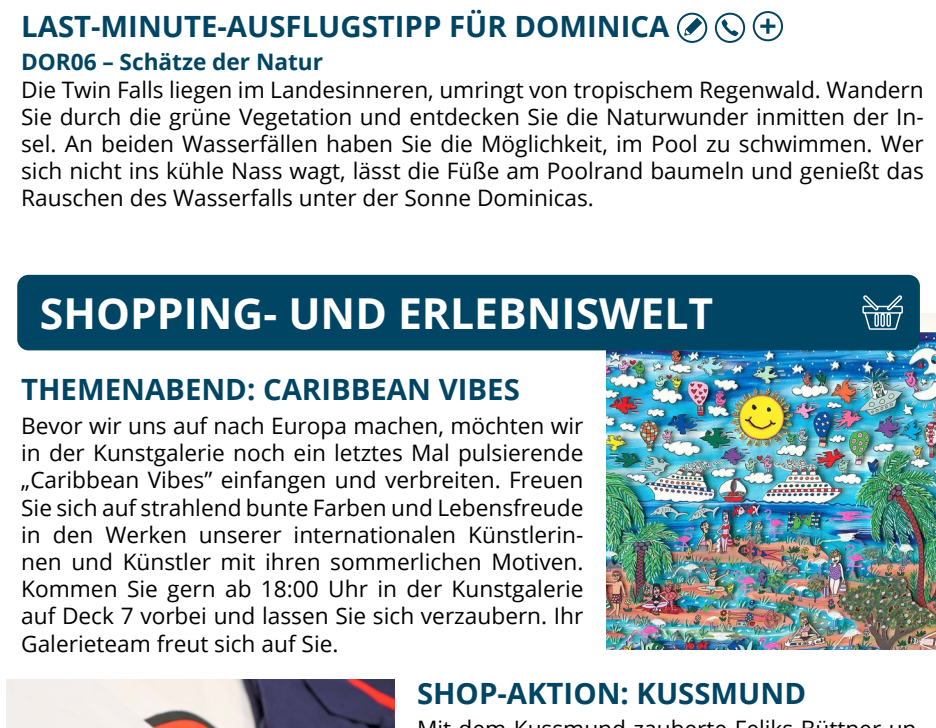 LAST-MINUTE-AUSFLUGSTIPP FÜR DOMINICA
DOR06 – Schätze der Natur
Die Twin Falls liegen im Landesinneren, umringt von tropischem Regenwald. Wandern
Sie durch die grüne Vegetation und entdecken Sie die Naturwunder inmitten der In-
sel. An beiden Wasserfällen haben Sie die Möglichkeit, im Pool zu schwimmen. Wer
sich nicht ins kühle Nass wagt, lässt die Füße am Poolrand baumeln und genießt das
Rauschen des Wasserfalls unter der Sonne Dominicas.
SHOPPING- UND ERLEBNISWELT
THEMENABEND: CARIBBEAN VIBES
Bevor wir uns auf nach Europa machen, möchten wir
in der Kunstgalerie noch ein letztes Mal pulsierende
„Caribbean Vibes” einfangen und verbreiten. Freuen
Sie sich auf strahlend bunte Farben und Lebensfreude
in den Werken unserer internationalen Künstlerin-
nen und Künstler mit ihren sommerlichen Motiven.
Kommen Sie gern ab 18:00 Uhr in der Kunstgalerie
auf Deck 7 vorbei und lassen Sie sich verzaubern. Ihr
Galerieteam freut sich auf Sie.
SHOP-AKTION: KUSSMUND
Mit dem Kussmund zauberte Feliks Büttner un-